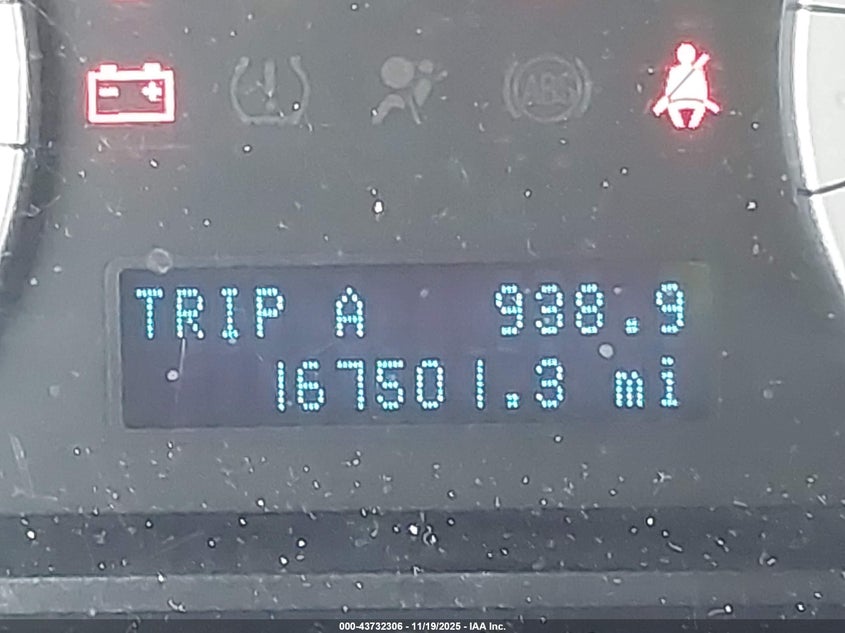 ABS
TRIP A 938.9
167501.3 mi
000-43732306 - 11/19/2025 - IAA Inc.